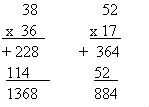 38 52
x 36 x 17
+ 228 + 364
114 52
1368 884